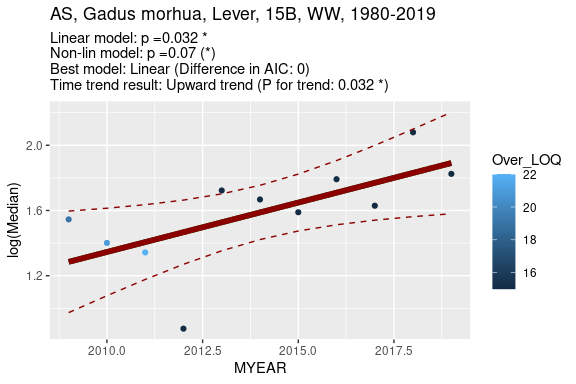 AS, Gadus morhua, Lever, 15B, WW, 1980-2019
Linear model: p =0.032 *
Non-lin model: p =0.07 (*)
Best model: Linear (Difference in AIC: 0)
Time trend result: Upward trend (P for trend: 0.032 *)
log(Median)
2.0
1.6
1.2
2010.0 2012.5 2015.0 2017.5
MYEAR
Over_LOQ
22
20
18
16